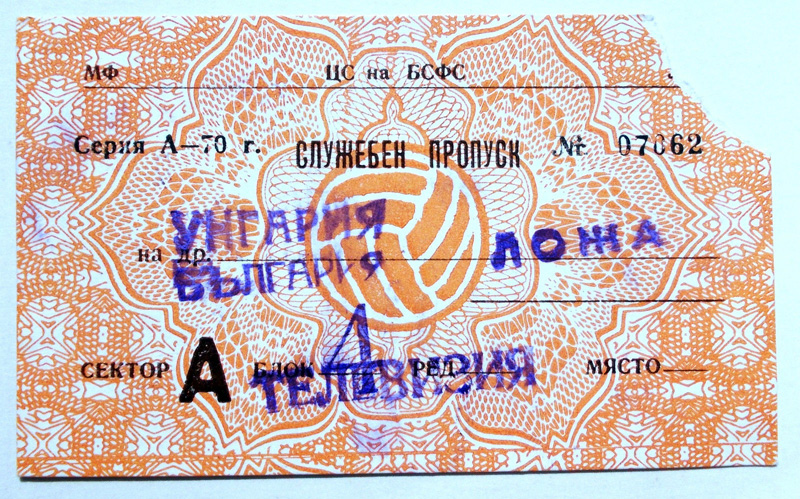 МФ ЦС на БСФС
Серия А—70 г. СЛУЖЕБЕН ПРОПУСК № 07062
УНГАРИЯ
на др. ЛОЖА
БЪЛГАРИЯ
СЕКТОР А БЛОК Д РЕД МЯСТО
ТЕЛЕВИЗИЯ